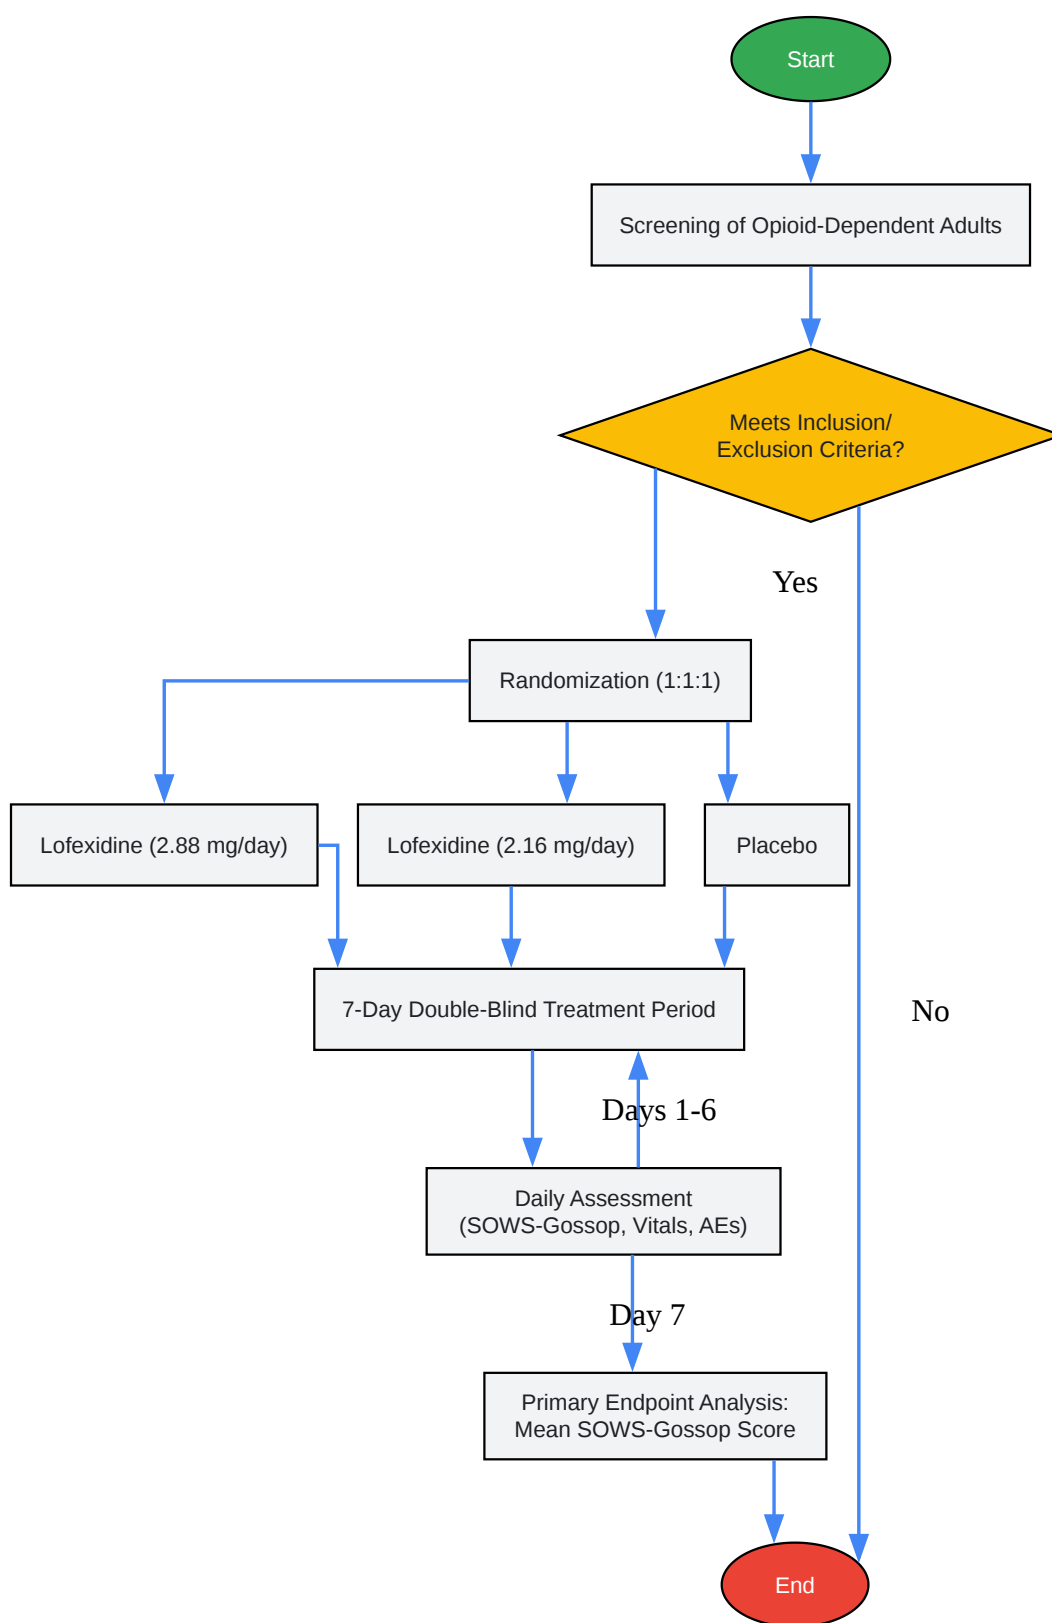 Start
Screening of Opioid-Dependent Adults
Meets Inclusion/
Exclusion Criteria?
Yes
Randomization (1:1:1)
Lofexidine (2.88 mg/day)
Lofexidine (2.16 mg/day)
Placebo
7-Day Double-Blind Treatment Period
No
Days 1-6
Daily Assessment
(SOWS-Gossop, Vitals, AEs)
Day 7
Primary Endpoint Analysis:
Mean SOWS-Gossop Score
End